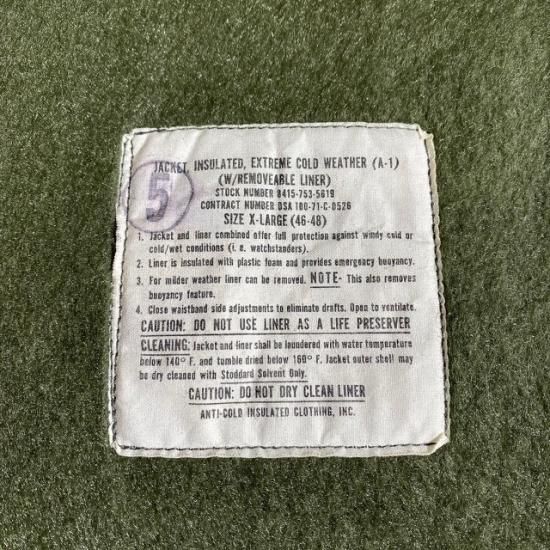 5
JACKET, INSULATED, EXTREME COLD WEATHER (A-1)
(W/REMOVEABLE LINER)
STOCK NUMBER 8415-753-5619
CONTRACT NUMBER DSA 100-71-C-0526
SIZE X-LARGE (46-48)
1. Jacket and liner combined offer full protection against windy cold or
cold/wet conditions (i. e. watchstanders).
2. Liner is insulated with plastic foam and provides emergency buoyancy.
3. For milder weather liner can be removed. NOTE- This also removes
buoyancy feature.
4. Close waistband side adjustments to eliminate drafts. Open to ventilate.
CAUTION: DO NOT USE LINER AS A LIFE PRESERVER
CLEANING: Jacket and liner shall be laundered with water temperature
below 140° F. and tumble dried below 160° F. Jacket outer shell may
be dry cleaned with Stoddard Solvent Only.
CAUTION: DO NOT DRY CLEAN LINER
ANTI-COLD INSULATED CLOTHING, INC.